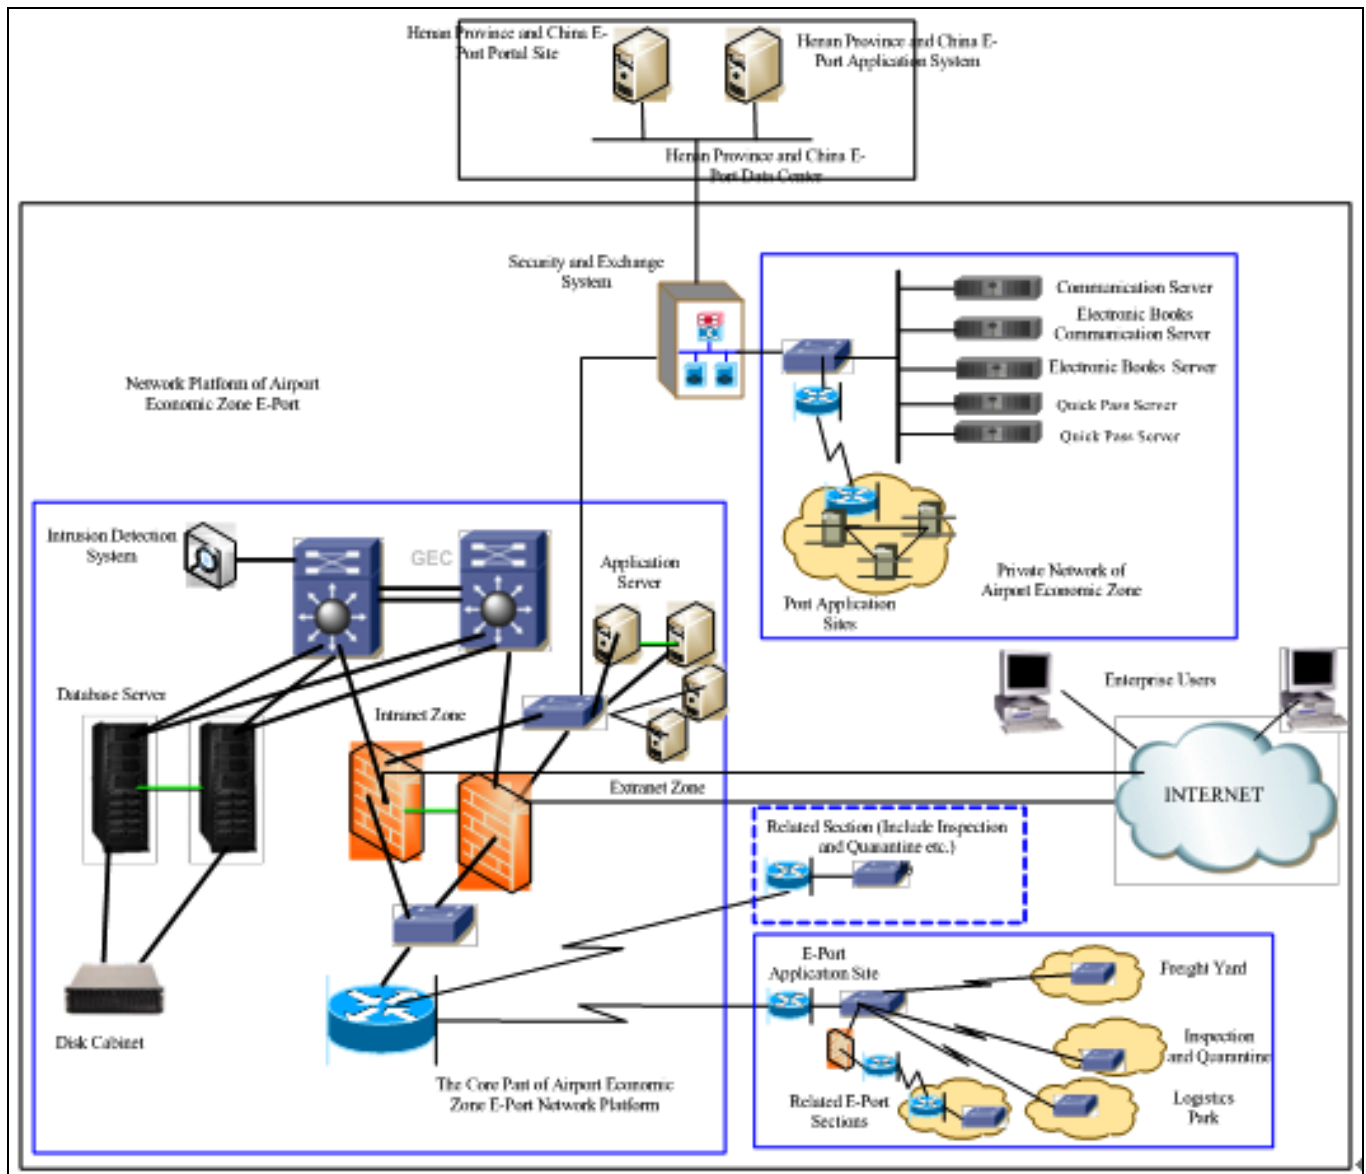 Henan Province and China E-
Port Portal Site
Henan Province and China E-
Port Application System
Henan Province and China E-
Port Data Center
Security and Exchange
System
Communication Server
Electronic Books
Communication Server
Electronic Books Server
Quick Pass Server
Quick Pass Server
Network Platform of Airport
Economic Zone E-Port
Port Application
Sites
Private Network of
Airport Economic Zone
Intrusion Detection
System
GEC
Application
Server
Database Server
Intranet Zone
Enterprise Users
Extranet Zone
INTERNET
Related Section (Include Inspection
and Quarantine etc.)
E-Port
Application Site
Freight Yard
Inspection
and Quarantine
Logistics
Park
Related E-Port
Sections
Disk Cabinet
The Core Part of Airport Economic
Zone E-Port Network Platform